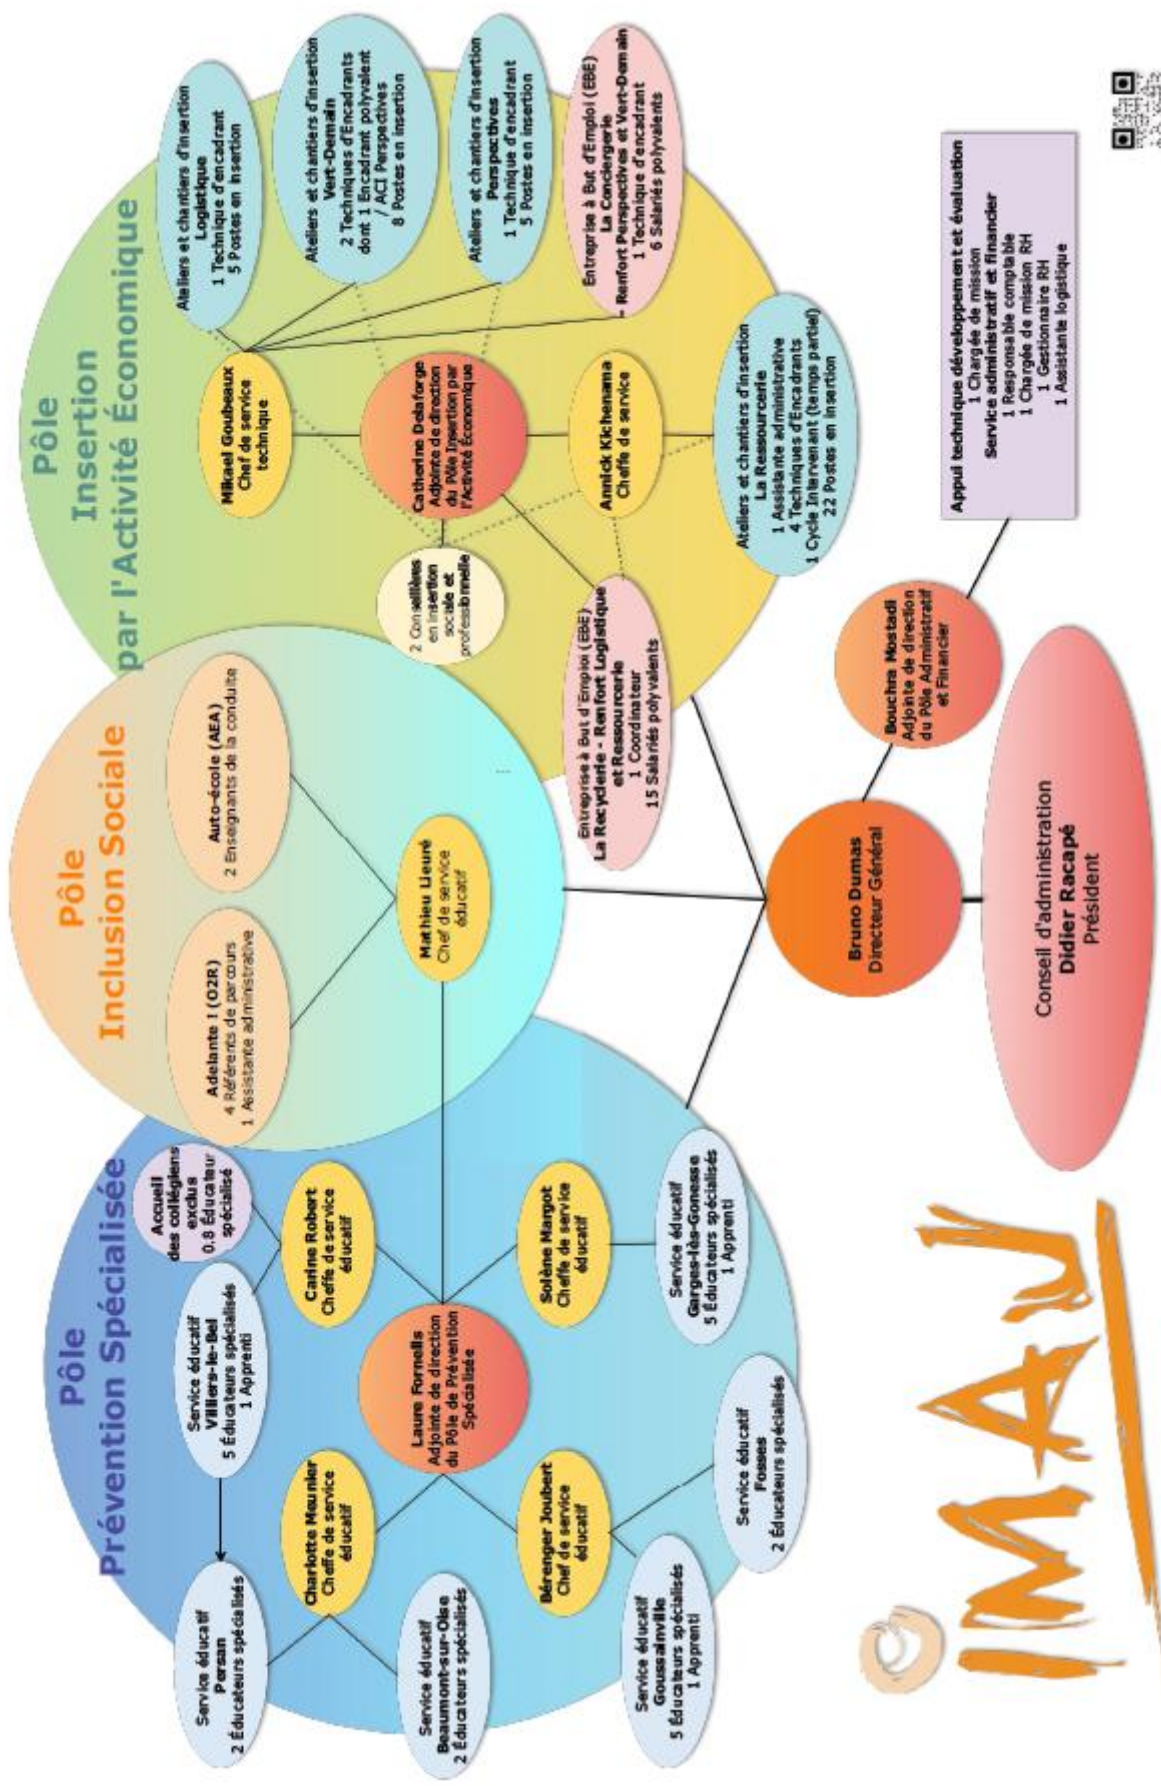 Pôle
Prévention Spécialisée
Accueil
des collégiens
exclus
0.8 Éducateur
spécialisé
Service éducatif
Villiers-le-Bel
5 Éducateurs spécialisés
1 Apprenti
Service éducatif
Persan
2 Éducateurs spécialisés
Carine Robert
Cheffe de service
éducatif
Charlotte Meunier
Cheffe de service
éducatif
Laure Fornells
Adjointe de direction
du Pôle de Prévention
Spécialisée
Service éducatif
Beaumont-sur-Oise
2 Éducateurs spécialisés
Solène Margot
Cheffe de service
éducatif
Bérenger Joubert
Chef de service
éducatif
Service éducatif
Garges-lès-Gonesse
5 Éducateurs spécialisés
1 Apprenti
Service éducatif
Goussainville
5 Éducateurs spécialisés
1 Apprenti
Service éducatif
Fosses
2 Éducateurs spécialisés
Pôle
Inclusion Sociale
Adelante ! (O2R)
4 Référents de parcours
1 Assistante administrative
Auto-école (AEA)
2 Enseignants de la conduite
Mathieu Lieuré
Chef de service
éducatif
Pôle
Insertion
par l'Activité Économique
Ateliers et chantiers d'insertion
Logistique
1 Technique d'encadrant
5 Postes en insertion
Ateliers et chantiers d'insertion
Vert-Demain
2 Techniques d'Encadrants
dont 1 Encadrant polyvalent
/ ACI Perspectives
8 Postes en insertion
Ateliers et chantiers d'insertion
Perspectives
1 Technique d'encadrant
5 Postes en insertion
Entreprise à But d'Emploi (EBE)
La Conciergerie
- Renfort Perspectives et Vert-Demain
1 Technique d'encadrant
6 Salariés polyvalents
Mikael Goubeaux
Chef de service
technique
Catherine Delaforge
Adjointe de direction
du Pôle Insertion par
l'Activité Économique
2 Conseillères
en insertion
sociale et
professionnelle
Annick Kichenama
Cheffe de service
Entreprise à But d'Emploi (EBE)
La Recyclerie - Renfort Logistique
et Ressourcerie
1 Coordinateur
15 Salariés polyvalents
Ateliers et chantiers d'insertion
La Ressourcerie
1 Assistante administrative
4 Techniques d'Encadrants
1 Cycle Intervenant (temps partiel)
22 Postes en insertion
Bruno Dumas
Directeur Général
Bouchra Mostadi
Adjointe de direction
du Pôle Administratif
et Financier
Appui technique développement et évaluation
1 Chargée de mission
Service administratif et financier
1 Responsable comptable
1 Chargée de mission RH
1 Gestionnaire RH
1 Assistante logistique
Conseil d'administration
Didier Racapé
Président
IMAJ